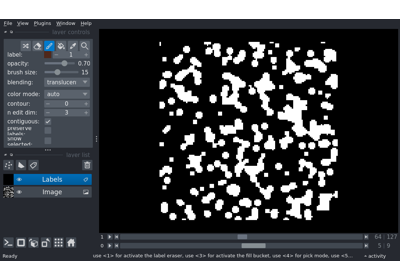 File View Plugins Window Help
layer controls
label: 1
opacity: 0.70
brush size: 15
blending: translucen
color mode: auto
contour: 0
n edit dim: 3
contiguous: ✓
preserve labels:
show selected:
layer list
Labels
Image
0 64 127
1 5 9
Ready use <1> for activate the label eraser, use <3> for activate the fill bucket, use <4> for pick mode, use <5... activity